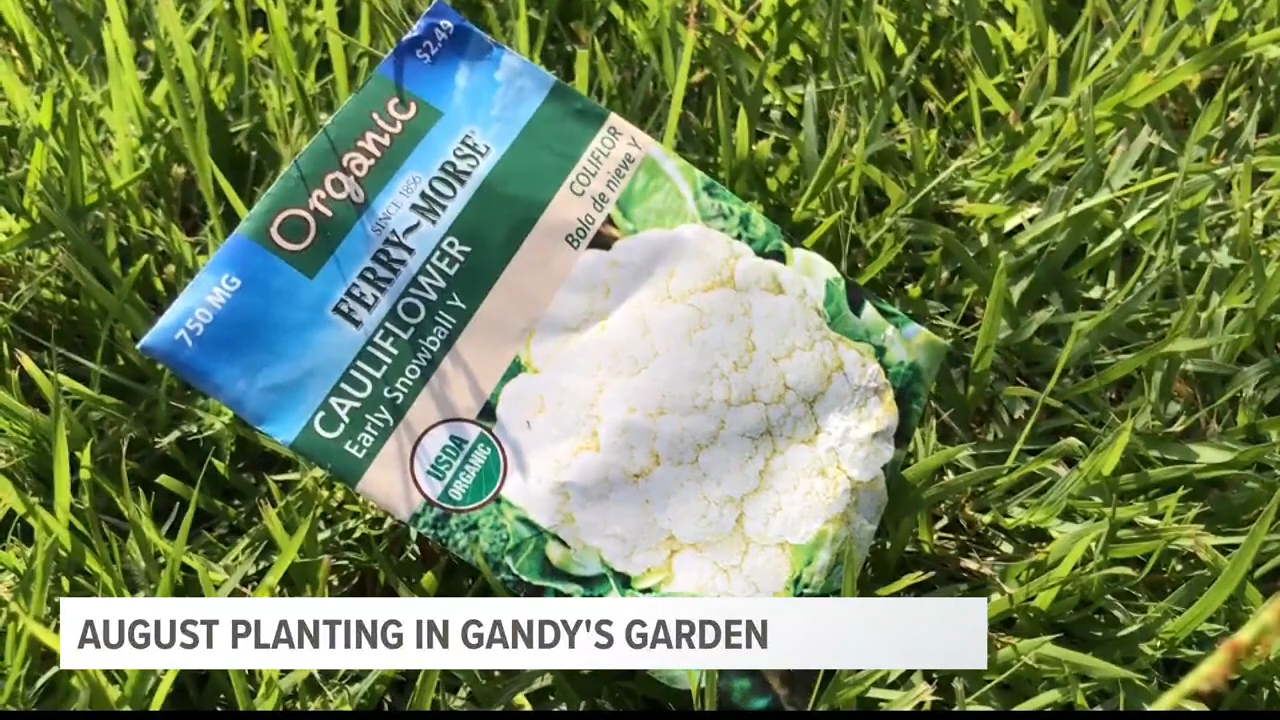 $2.49
Organic
750 MG
SINCE 1856
FERRY~MORSE
CAULIFLOWER
Early Snowball Y
COLIFLOR
Bola de nieve Y
USDA
ORGANIC
AUGUST PLANTING IN GANDY'S GARDEN